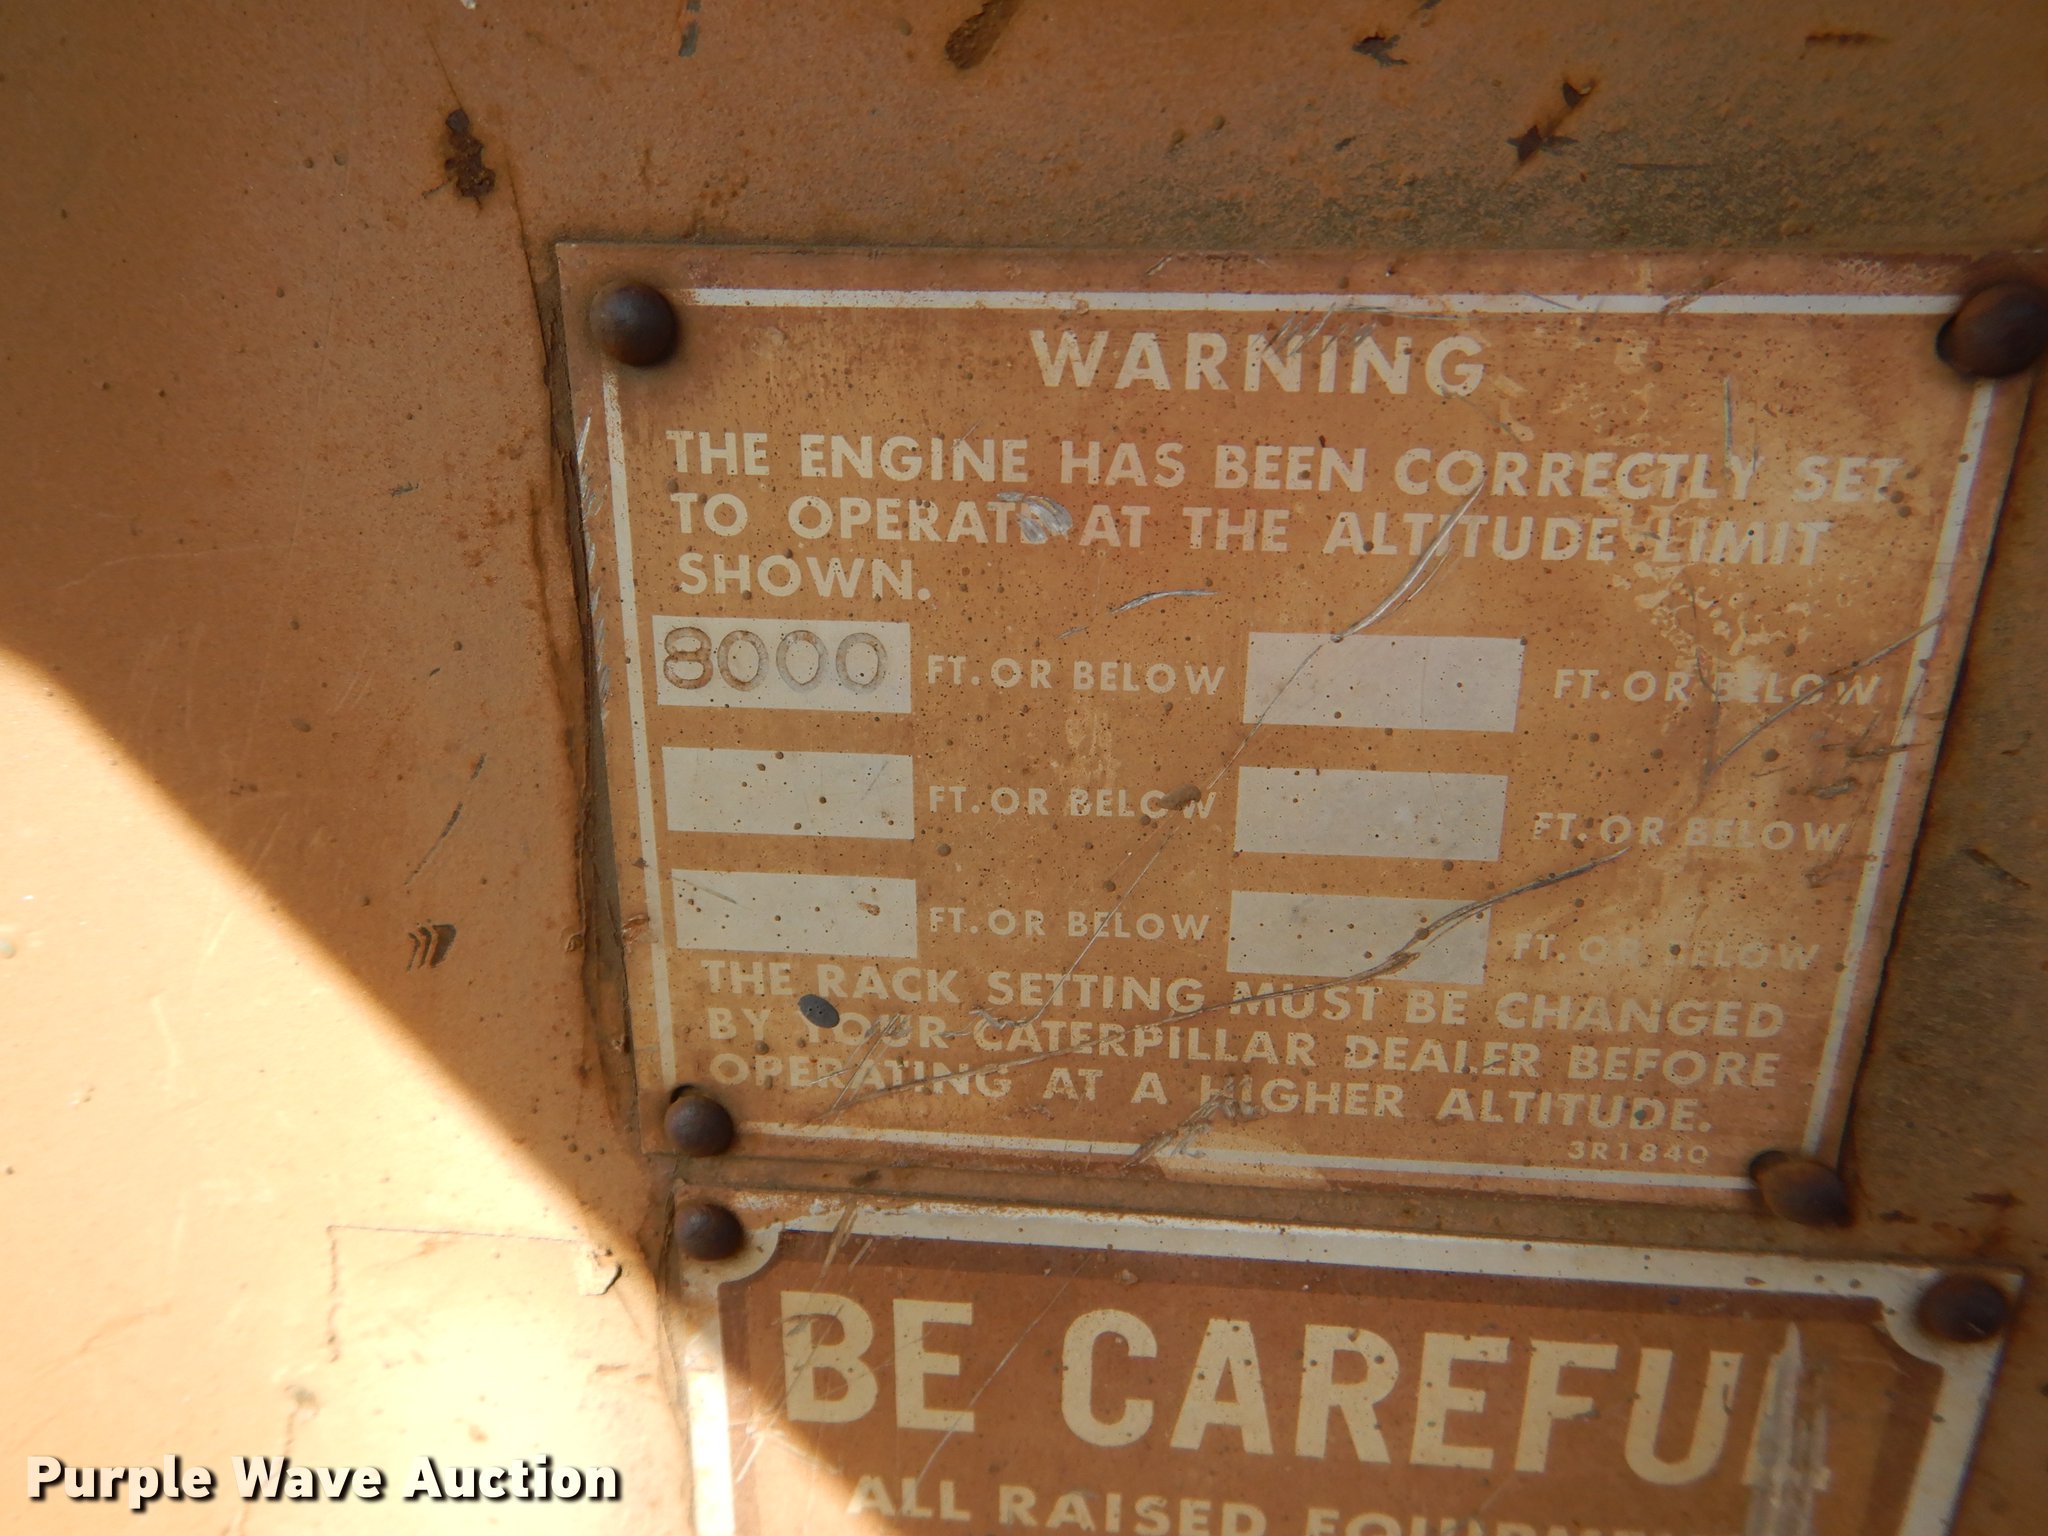 WARNING
THE ENGINE HAS BEEN CORRECTLY SET
TO OPERATE AT THE ALTITUDE LIMIT
SHOWN.
8000 FT. OR BELOW FT. OR BELOW
FT. OR BELOW FT. OR BELOW
FT. OR BELOW FT. OR BELOW
THE RACK SETTING MUST BE CHANGED
BY YOUR CATERPILLAR DEALER BEFORE
OPERATING AT A HIGHER ALTITUDE.
3R1840
BE CAREFUL
ALL RAISED
Purple Wave Auction